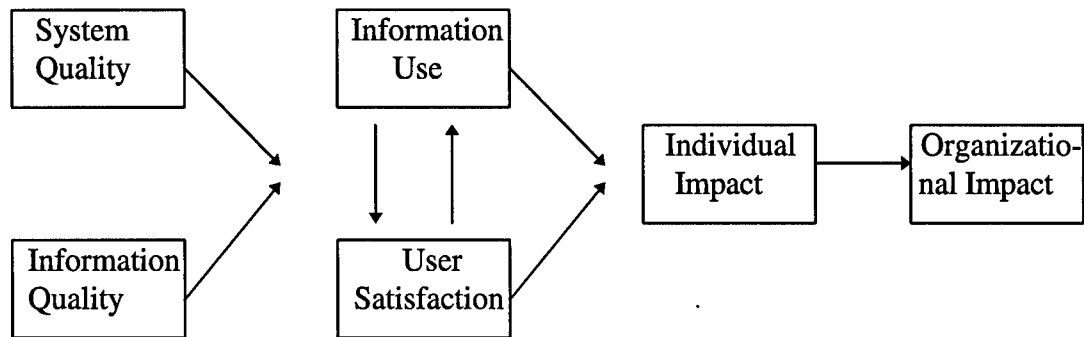 System
Quality
Information
Use
Individual
Impact
Organizatio-
nal Impact
Information
Quality
User
Satisfaction